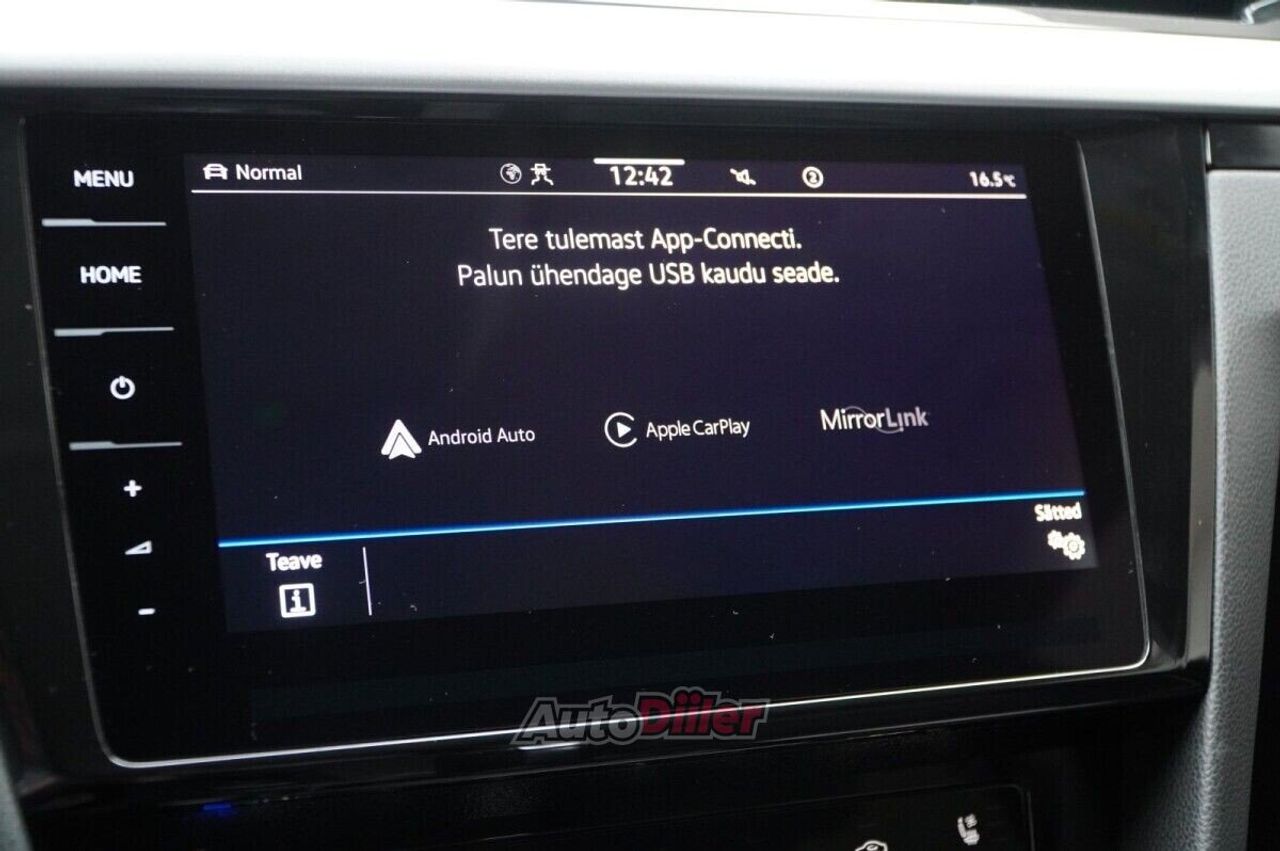 MENU
HOME
Normal
12:42
2
16.5℃
Tere tulemast App-Connecti.
Palun ühendage USB kaudu seade.
Android Auto
Apple CarPlay
MirrorLink
Sätted
Teave
i
AutoDiiler